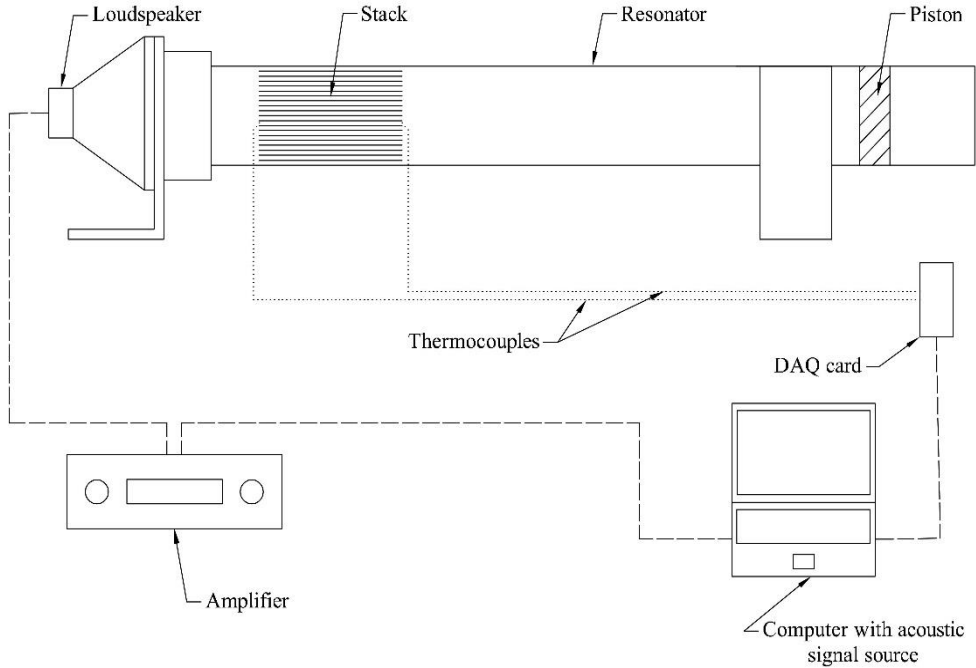 Loudspeaker
Stack
Resonator
Piston
Thermocouples
DAQ card
Amplifier
Computer with acoustic
signal source